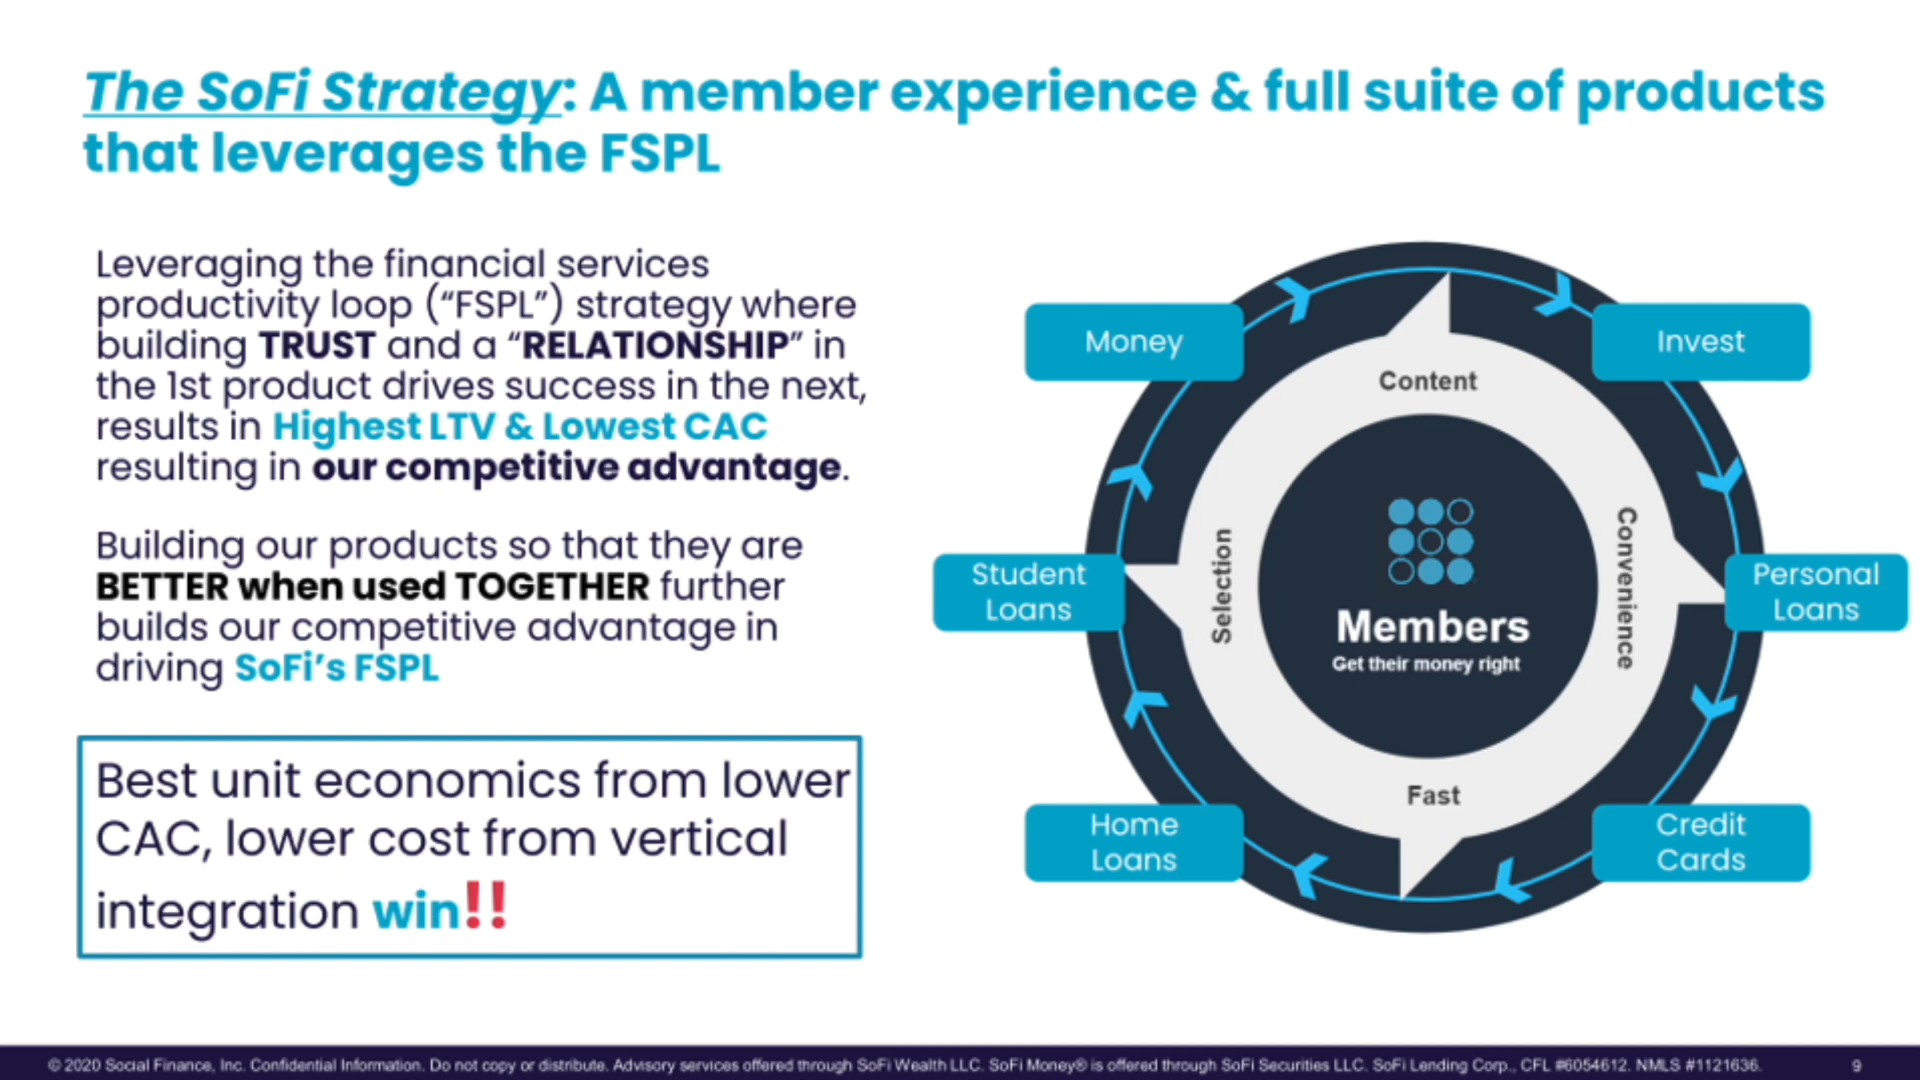 The SoFi Strategy: A member experience & full suite of products
that leverages the FSPL
Leveraging the financial services
productivity loop (“FSPL”) strategy where
building TRUST and a “RELATIONSHIP” in
the 1st product drives success in the next,
results in Highest LTV & Lowest CAC
resulting in our competitive advantage.
Building our products so that they are
BETTER when used TOGETHER further
builds our competitive advantage in
driving SoFi’s FSPL
Best unit economics from lower
CAC, lower cost from vertical
integration win!!
Money
Invest
Content
Student
Loans
Selection
Members
Get their money right
Convenience
Personal
Loans
Fast
Home
Loans
Credit
Cards
© 2020 Social Finance, Inc. Confidential Information. Do not copy or distribute. Advisory services offered through SoFi Wealth LLC. SoFi Money® is offered through SoFi Securities LLC. SoFi Lending Corp., CFL #6054612. NMLS #1121636.
9